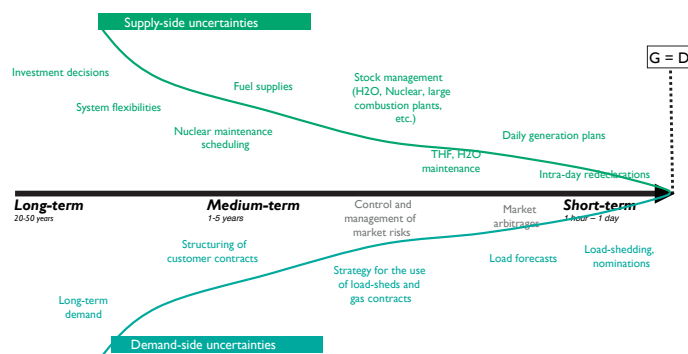 Supply-side uncertainties
G = D
Investment decisions
System flexibilities
Fuel supplies
Nuclear maintenance
scheduling
Stock management
(H2O, Nuclear, large
combustion plants,
etc.)
THF, H2O
maintenance
Daily generation plans
Intra-day redeclarations
Long-term
20-50 years
Medium-term
1-5 years
Control and
management of
market risks
Market
arbitrages
Short-term
1 hour – 1 day
Structuring of
customer contracts
Strategy for the use
of load-sheds and
gas contracts
Load forecasts
Load-shedding,
nominations
Long-term
demand
Demand-side uncertainties